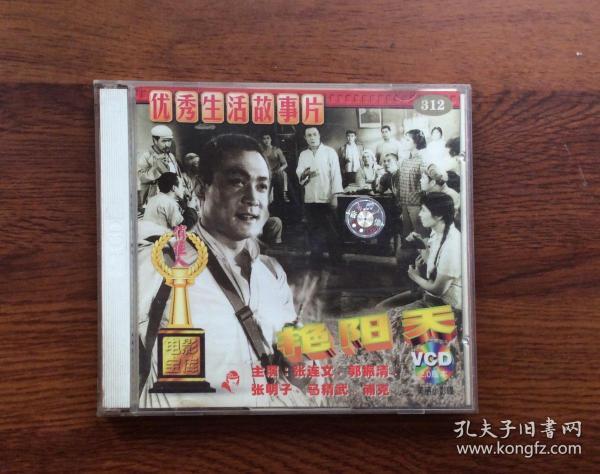 优秀生活故事片
312
艳阳天
电影
宝库
VCD
2.0
主演:张连文 郭振清
张明子 马精武 浦克
孔夫子旧书网
www.kongfz.com